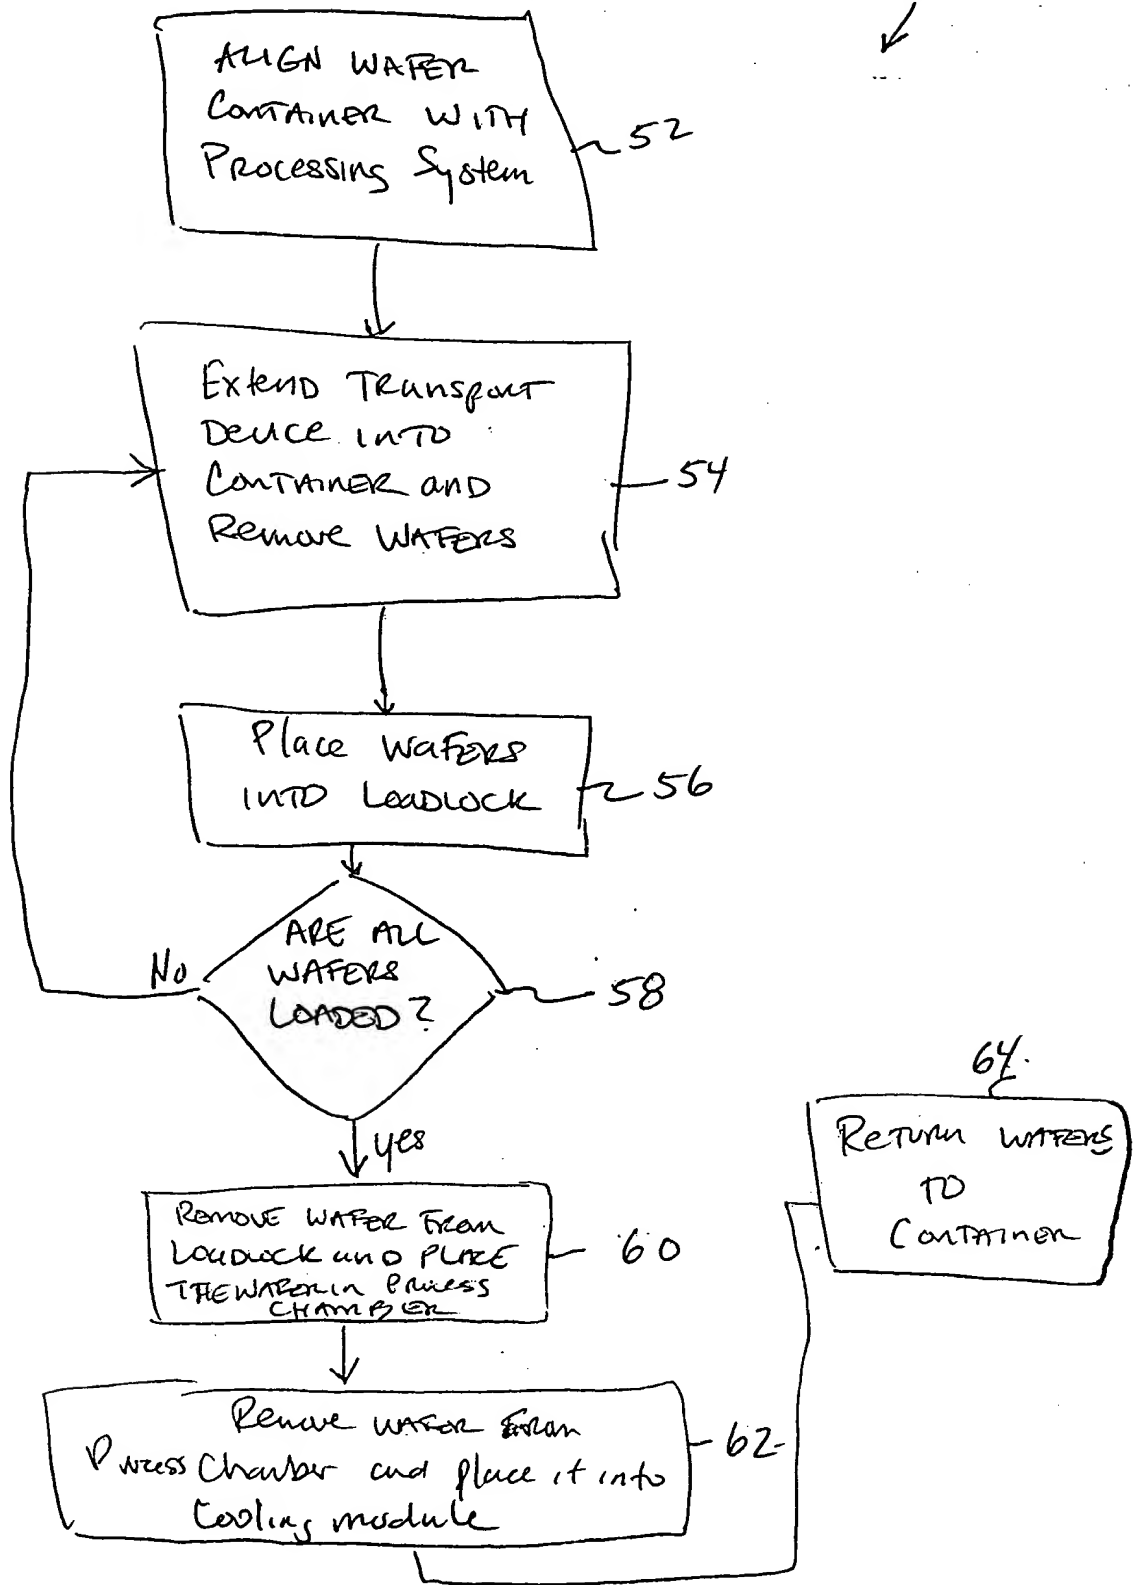 ALIGN WAFER
CONTAINER WITH
PROCESSING System
52
Extend TRANSPORT
Device INTO
CONTAINER and
Remove WAFERS
54
Place WAFERS
INTO LOADLOCK
56
ARE ALL
WAFERS
LOADED?
No
58
yes
REMOVE WAFER FROM
LOADLOCK and PLACE
THE WAFER in PROCESS
CHAMBER
60
Remove WAFER From
Process Chamber and place it into
Cooling module
62
64
RETURN WAFERS
TO
CONTAINER